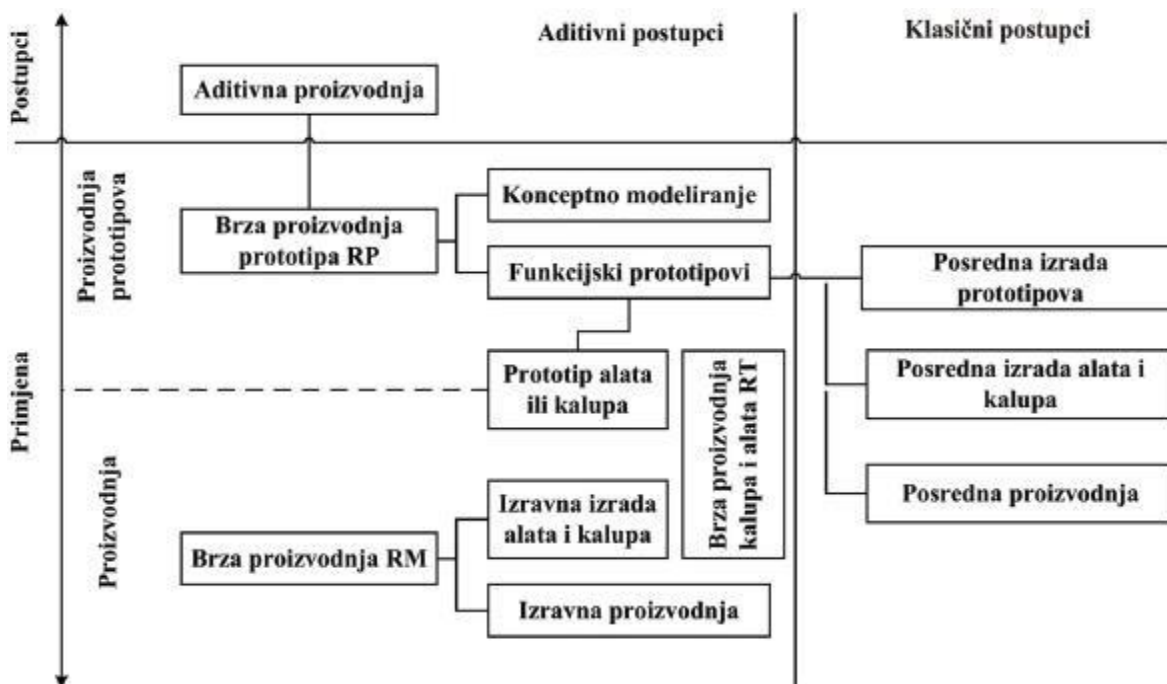 Postupci
Aditivni postupci
Klasični postupci
Aditivna proizvodnja
Primjena
Proizvodnja
prototipova
Brza proizvodnja
prototipa RP
Konceptno modeliranje
Funkcijski prototipovi
Posredna izrada
prototipova
Prototip alata
ili kalupa
Brza proizvodnja
kalupa i alata RT
Posredna izrada alata i
kalupa
Proizvodnja
Brza proizvodnja RM
Izravna izrada
alata i kalupa
Izravna proizvodnja
Posredna proizvodnja